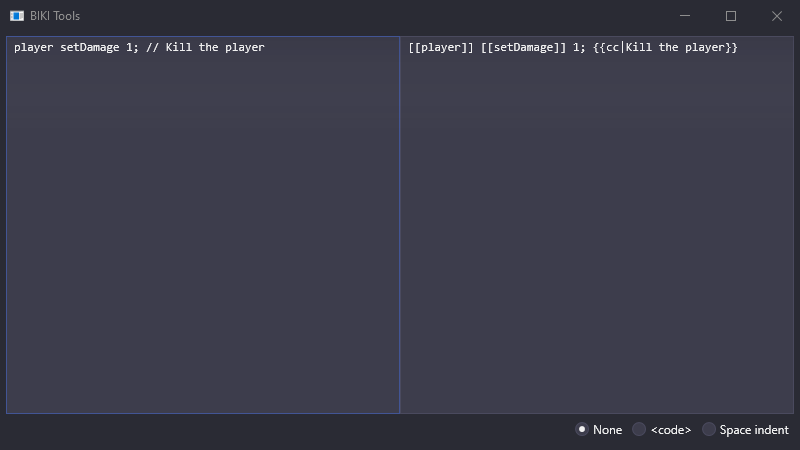 BIKI Tools
player setDamage 1; // Kill the player
[[player]] [[setDamage]] 1; {{cc|Kill the player}}
None
<code>
Space indent